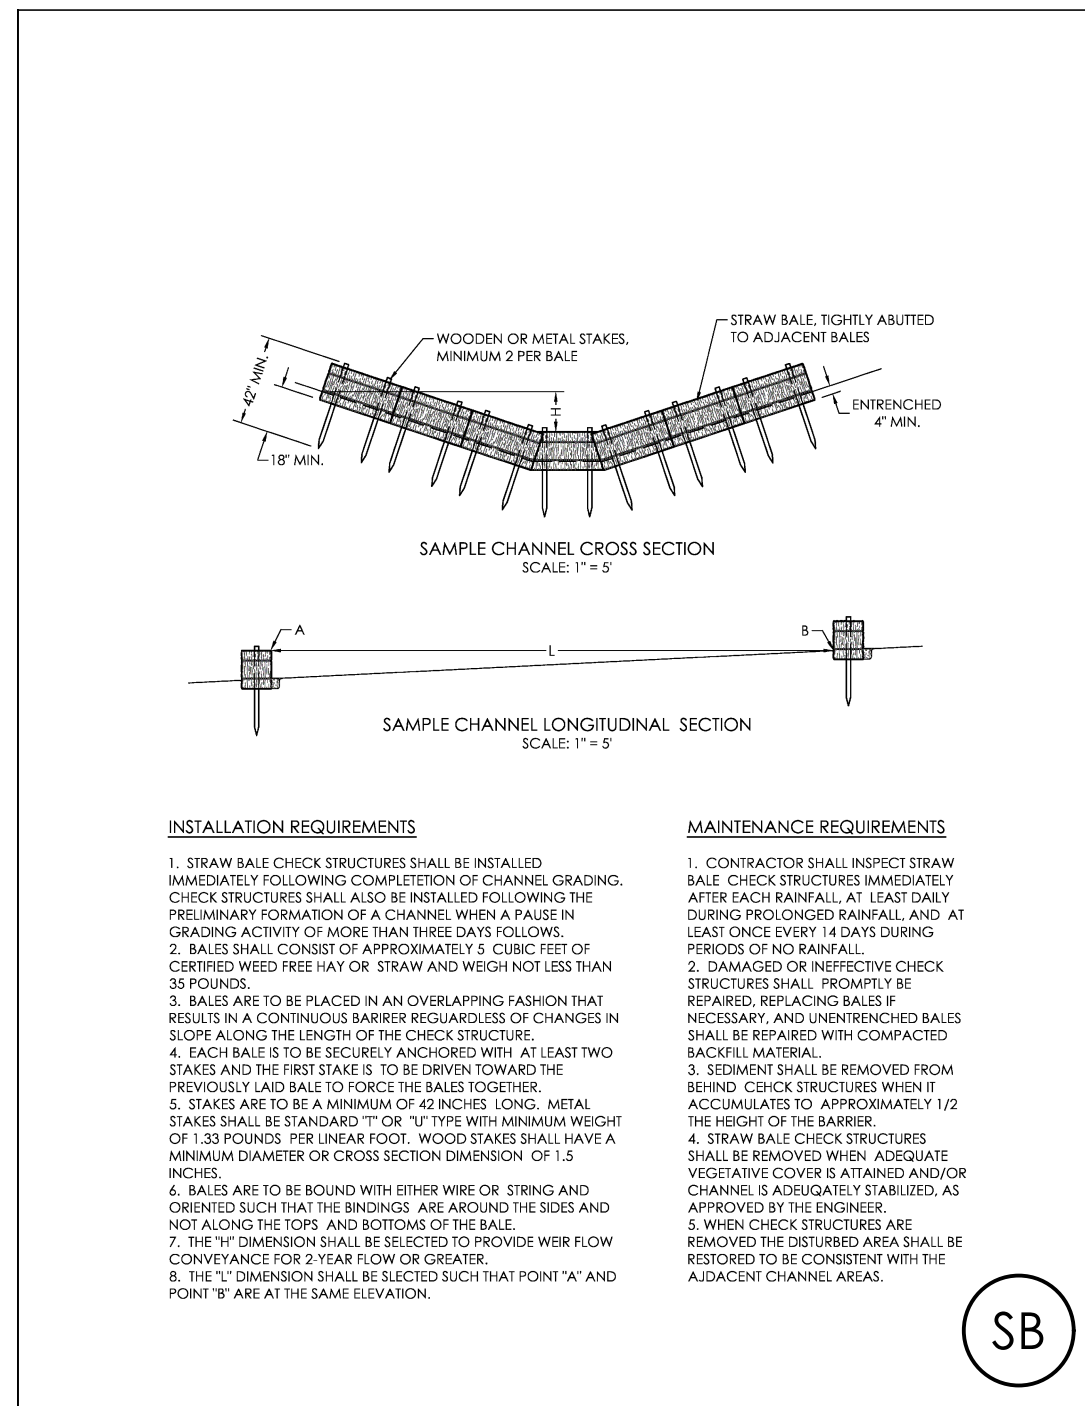 WOODEN OR METAL STAKES,
MINIMUM 2 PER BALE
STRAW BALE, TIGHTLY ABUTTED
TO ADJACENT BALES
42" MIN.
18" MIN.
H
ENTRENCHED
4" MIN.
SAMPLE CHANNEL CROSS SECTION
SCALE: 1" = 5'
A
L
B
SAMPLE CHANNEL LONGITUDINAL SECTION
SCALE: 1" = 5'
INSTALLATION REQUIREMENTS
1. STRAW BALE CHECK STRUCTURES SHALL BE INSTALLED
IMMEDIATELY FOLLOWING COMPLETETION OF CHANNEL GRADING.
CHECK STRUCTURES SHALL ALSO BE INSTALLED FOLLOWING THE
PRELIMINARY FORMATION OF A CHANNEL WHEN A PAUSE IN
GRADING ACTIVITY OF MORE THAN THREE DAYS FOLLOWS.
2. BALES SHALL CONSIST OF APPROXIMATELY 5 CUBIC FEET OF
CERTIFIED WEED FREE HAY OR STRAW AND WEIGH NOT LESS THAN
35 POUNDS.
3. BALES ARE TO BE PLACED IN AN OVERLAPPING FASHION THAT
RESULTS IN A CONTINUOUS BARIRER REGUARDLESS OF CHANGES IN
SLOPE ALONG THE LENGTH OF THE CHECK STRUCTURE.
4. EACH BALE IS TO BE SECURELY ANCHORED WITH AT LEAST TWO
STAKES AND THE FIRST STAKE IS TO BE DRIVEN TOWARD THE
PREVIOUSLY LAID BALE TO FORCE THE BALES TOGETHER.
5. STAKES ARE TO BE A MINIMUM OF 42 INCHES LONG. METAL
STAKES SHALL BE STANDARD "T" OR "U" TYPE WITH MINIMUM WEIGHT
OF 1.33 POUNDS PER LINEAR FOOT. WOOD STAKES SHALL HAVE A
MINIMUM DIAMETER OR CROSS SECTION DIMENSION OF 1.5
INCHES.
6. BALES ARE TO BE BOUND WITH EITHER WIRE OR STRING AND
ORIENTED SUCH THAT THE BINDINGS ARE AROUND THE SIDES AND
NOT ALONG THE TOPS AND BOTTOMS OF THE BALE.
7. THE "H" DIMENSION SHALL BE SELECTED TO PROVIDE WEIR FLOW
CONVEYANCE FOR 2-YEAR FLOW OR GREATER.
8. THE "L" DIMENSION SHALL BE SLECTED SUCH THAT POINT "A" AND
POINT "B" ARE AT THE SAME ELEVATION.
MAINTENANCE REQUIREMENTS
1. CONTRACTOR SHALL INSPECT STRAW
BALE CHECK STRUCTURES IMMEDIATELY
AFTER EACH RAINFALL, AT LEAST DAILY
DURING PROLONGED RAINFALL, AND AT
LEAST ONCE EVERY 14 DAYS DURING
PERIODS OF NO RAINFALL.
2. DAMAGED OR INEFFECTIVE CHECK
STRUCTURES SHALL PROMPTLY BE
REPAIRED, REPLACING BALES IF
NECESSARY, AND UNENTRENCHED BALES
SHALL BE REPAIRED WITH COMPACTED
BACKFILL MATERIAL.
3. SEDIMENT SHALL BE REMOVED FROM
BEHIND CEHCK STRUCTURES WHEN IT
ACCUMULATES TO APPROXIMATELY 1/2
THE HEIGHT OF THE BARRIER.
4. STRAW BALE CHECK STRUCTURES
SHALL BE REMOVED WHEN ADEQUATE
VEGETATIVE COVER IS ATTAINED AND/OR
CHANNEL IS ADEUQATELY STABILIZED, AS
APPROVED BY THE ENGINEER.
5. WHEN CHECK STRUCTURES ARE
REMOVED THE DISTURBED AREA SHALL BE
RESTORED TO BE CONSISTENT WITH THE
AJDACENT CHANNEL AREAS.
SB